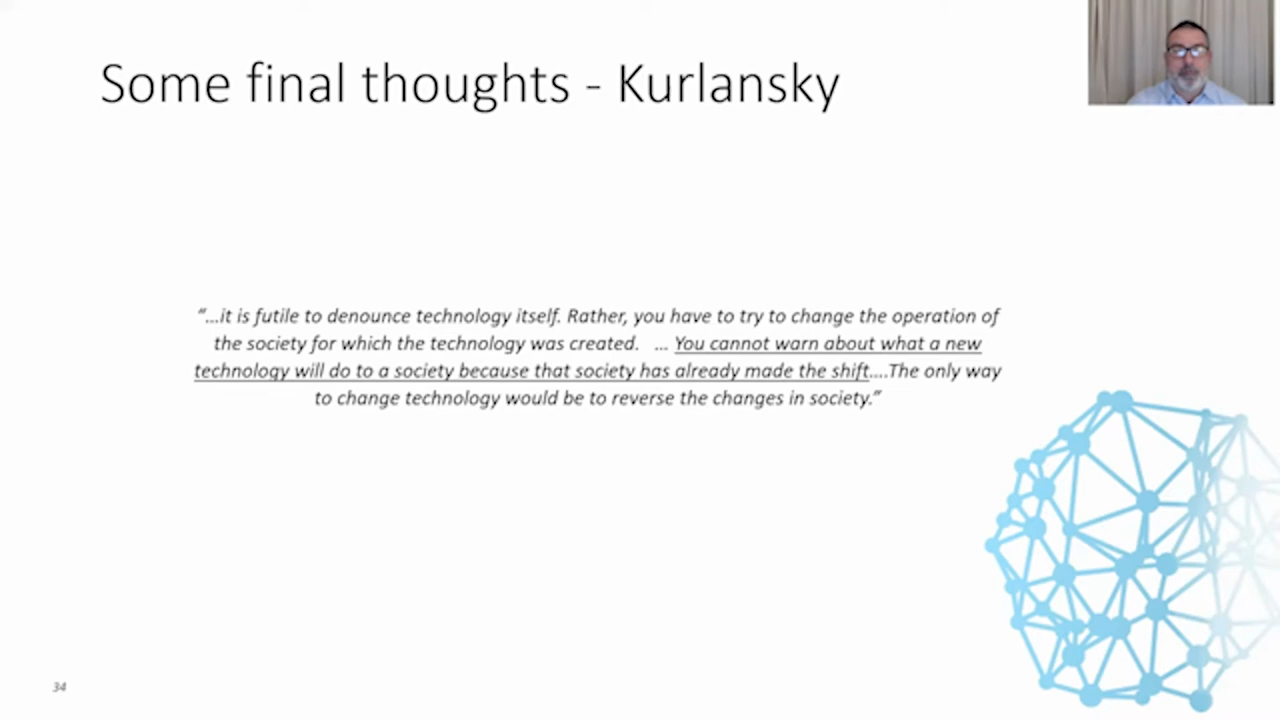 Some final thoughts - Kurlansky
"...it is futile to denounce technology itself. Rather, you have to try to change the operation of
the society for which the technology was created. ... You cannot warn about what a new
technology will do to a society because that society has already made the shift....The only way
to change technology would be to reverse the changes in society."
34